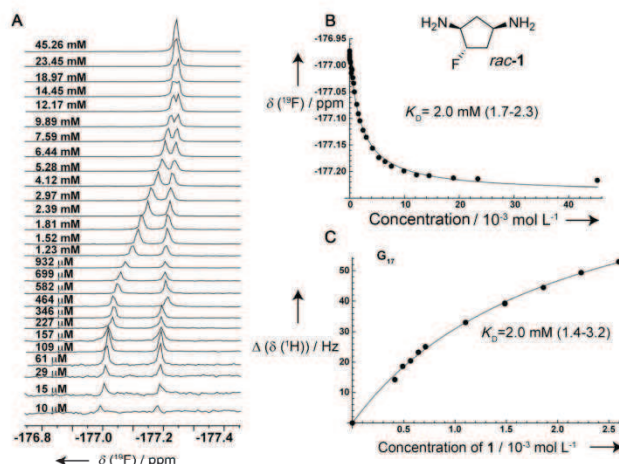 A
45.26 mM
23.45 mM
18.97 mM
14.45 mM
12.17 mM
9.89 mM
7.59 mM
6.44 mM
5.28 mM
4.12 mM
2.97 mM
2.39 mM
1.81 mM
1.52 mM
1.23 mM
932 µM
699 µM
582 µM
464 µM
346 µM
227 µM
157 µM
109 µM
61 µM
29 µM
15 µM
10 µM
-176.8 -177.0 -177.2 -177.4
← δ (¹⁹F) / ppm
B
H₂N NH₂
F rac-1
δ (¹⁹F) / ppm
-176.95
-177.00
-177.05
-177.10
-177.15
-177.20
K_D= 2.0 mM (1.7-2.3)
0 10 20 30 40
Concentration / 10⁻³ mol L⁻¹ →
C
G₁₇
Δ (δ (¹H)) / Hz
50
40
30
20
10
K_D=2.0 mM (1.4-3.2)
0 0.5 1.0 1.5 2.0 2.5
Concentration of 1 / 10⁻³ mol L⁻¹ →